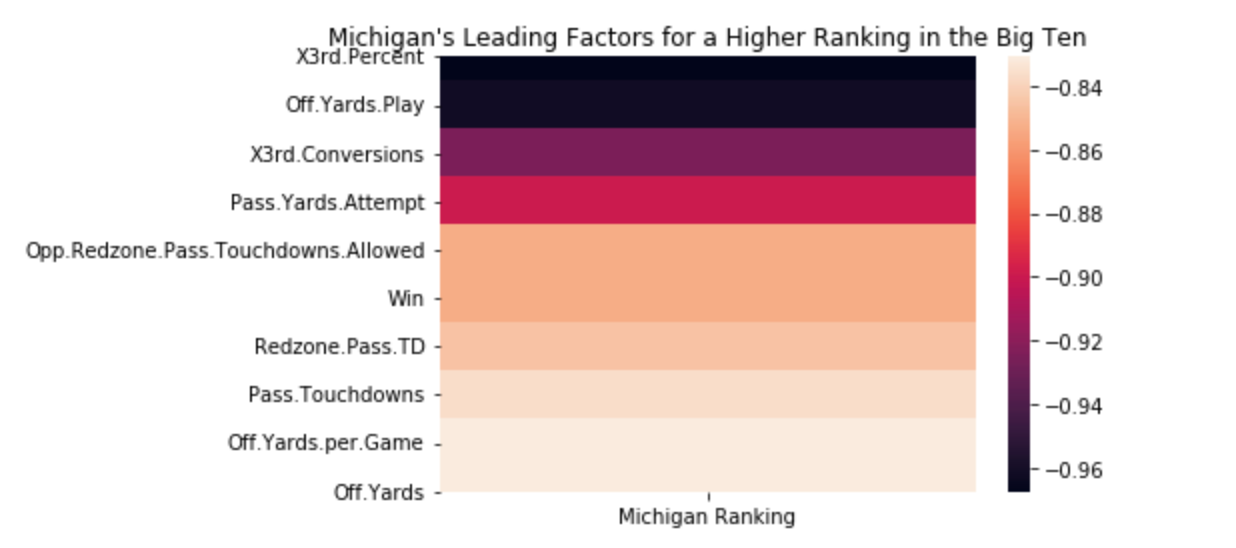 Michigan's Leading Factors for a Higher Ranking in the Big Ten
X3rd.Percent
Off.Yards.Play
X3rd.Conversions
Pass.Yards.Attempt
Opp.Redzone.Pass.Touchdowns.Allowed
Win
Redzone.Pass.TD
Pass.Touchdowns
Off.Yards.per.Game
Off.Yards
Michigan Ranking
−0.84
−0.86
−0.88
−0.90
−0.92
−0.94
−0.96